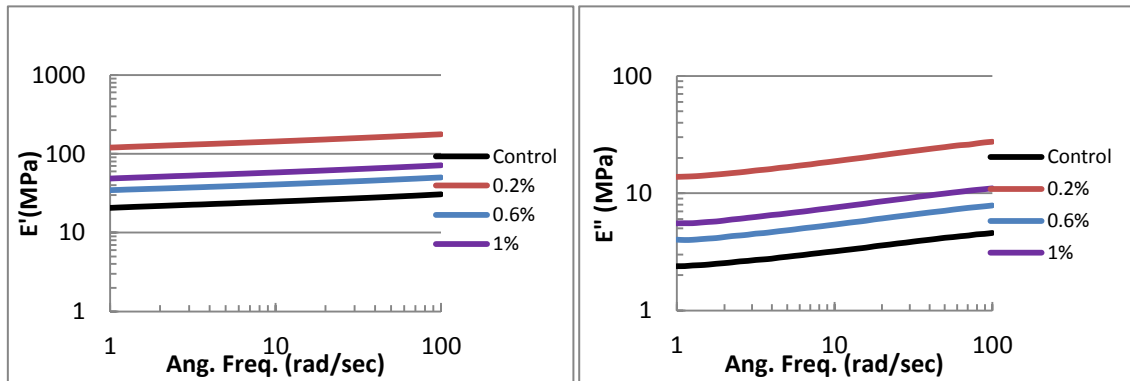 1000
100
10
1
E'(MPa)
1 10 100
Ang. Freq. (rad/sec)
Control
0.2%
0.6%
1%
100
10
1
E" (MPa)
1 10 100
Ang. Freq. (rad/sec)
Control
0.2%
0.6%
1%